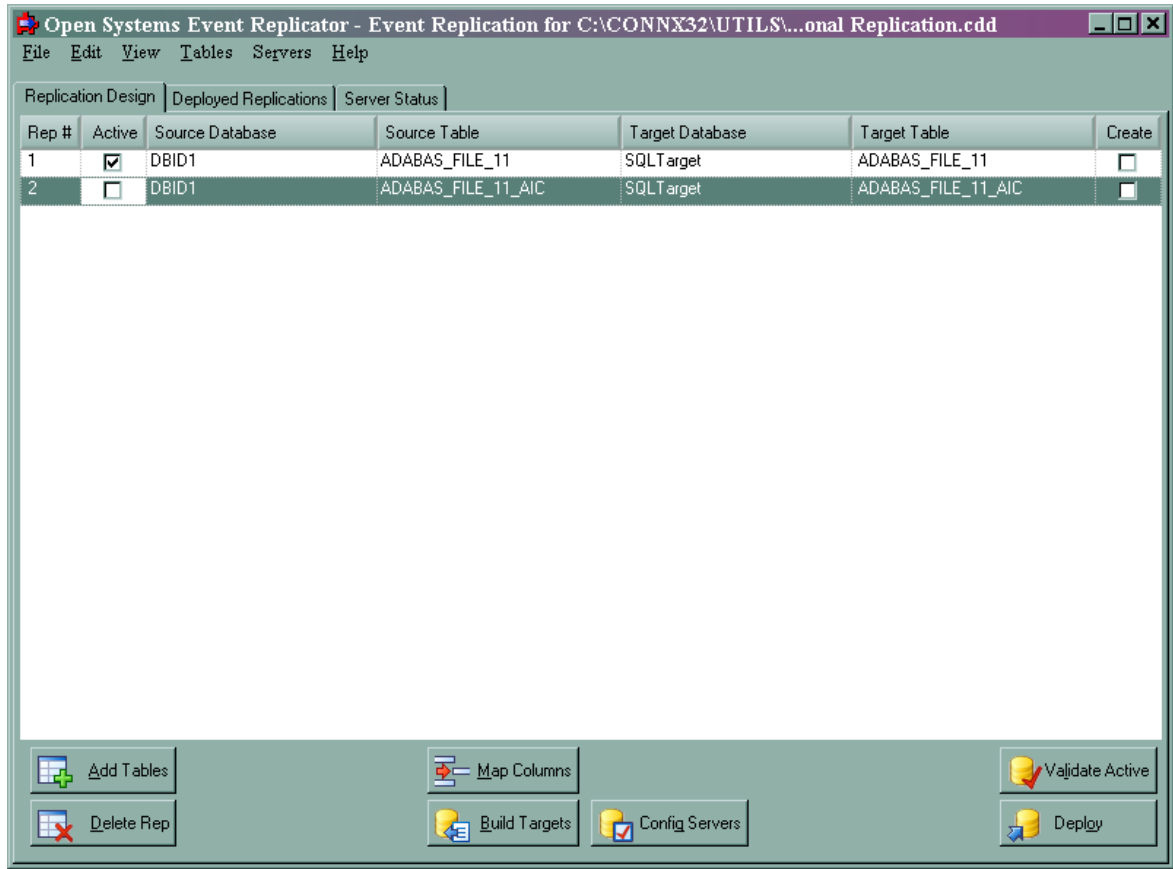 Open Systems Event Replicator - Event Replication for C:\CONNX32\UTILS\...onal Replication.cdd
File Edit View Tables Servers Help
Replication Design Deployed Replications Server Status
Rep # Active Source Database Source Table Target Database Target Table Create
1 DBID1 ADABAS_FILE_11 SQLTarget ADABAS_FILE_11
2 DBID1 ADABAS_FILE_11_AIC SQLTarget ADABAS_FILE_11_AIC
Add Tables Map Columns Validate Active
Delete Rep Build Targets Config Servers Deploy